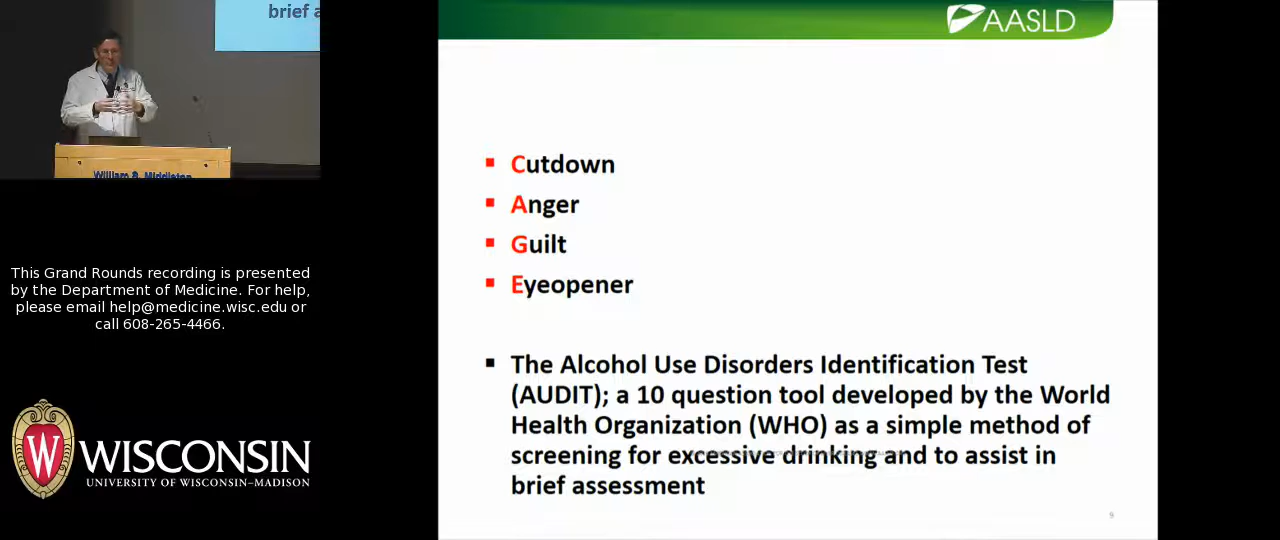 brief a
William S. Middleton
This Grand Rounds recording is presented
by the Department of Medicine. For help,
please email help@medicine.wisc.edu or
call 608-265-4466.
W
WISCONSIN
UNIVERSITY OF WISCONSIN–MADISON
AASLD
Cutdown
Anger
Guilt
Eyeopener
The Alcohol Use Disorders Identification Test
(AUDIT); a 10 question tool developed by the World
Health Organization (WHO) as a simple method of
screening for excessive drinking and to assist in
brief assessment
9